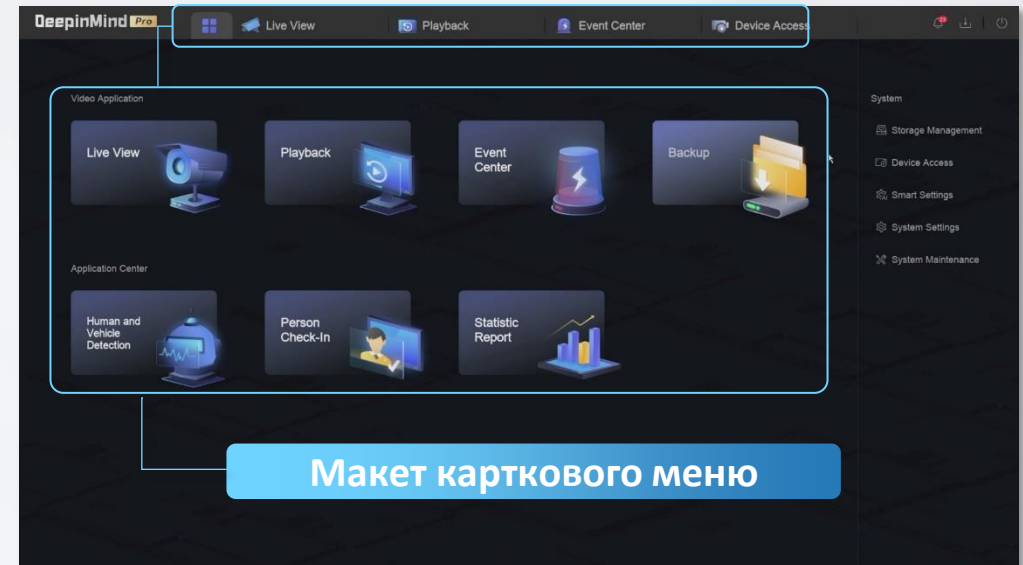 DeepinMind Pro
Live View
Playback
Event Center
Device Access
Video Application
Live View
Playback
Event
Center
Backup
Application Center
Human and
Vehicle
Detection
Person
Check-In
Statistic
Report
System
Storage Management
Device Access
Smart Settings
System Settings
System Maintenance
Макет карткового меню